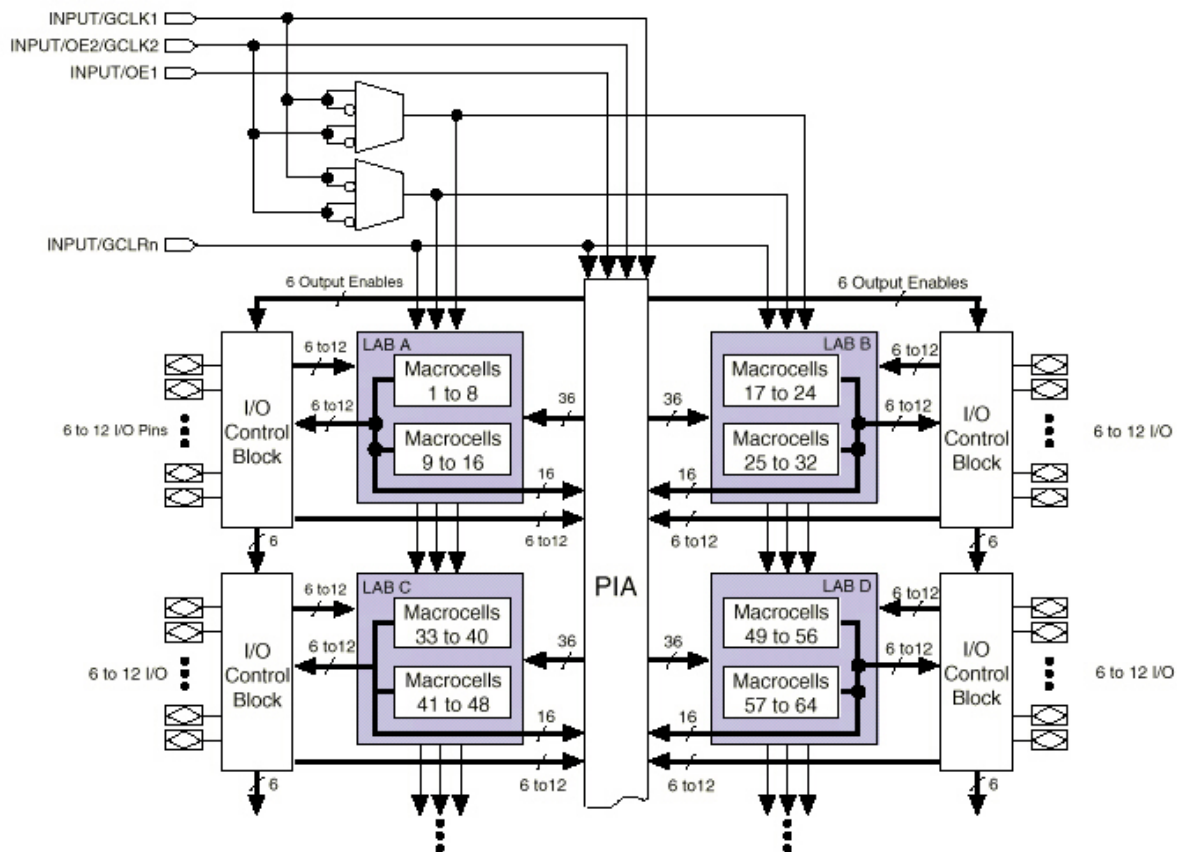 INPUT/GCLK1
INPUT/OE2/GCLK2
INPUT/OE1
INPUT/GCLRn
6 Output Enables
6 Output Enables
LAB A
LAB B
6 to12
6 to12
Macrocells
1 to 8
Macrocells
17 to 24
36
36
6 to12
6 to12
I/O
Control
Block
I/O
Control
Block
6 to 12 I/O Pins
6 to 12 I/O
Macrocells
9 to 16
Macrocells
25 to 32
16
16
6
6 to12
6 to12
6
PIA
LAB C
LAB D
6 to12
6 to12
Macrocells
33 to 40
Macrocells
49 to 56
36
36
6 to12
6 to12
I/O
Control
Block
I/O
Control
Block
6 to 12 I/O
6 to 12 I/O
Macrocells
41 to 48
Macrocells
57 to 64
16
16
6
6 to12
6 to12
6